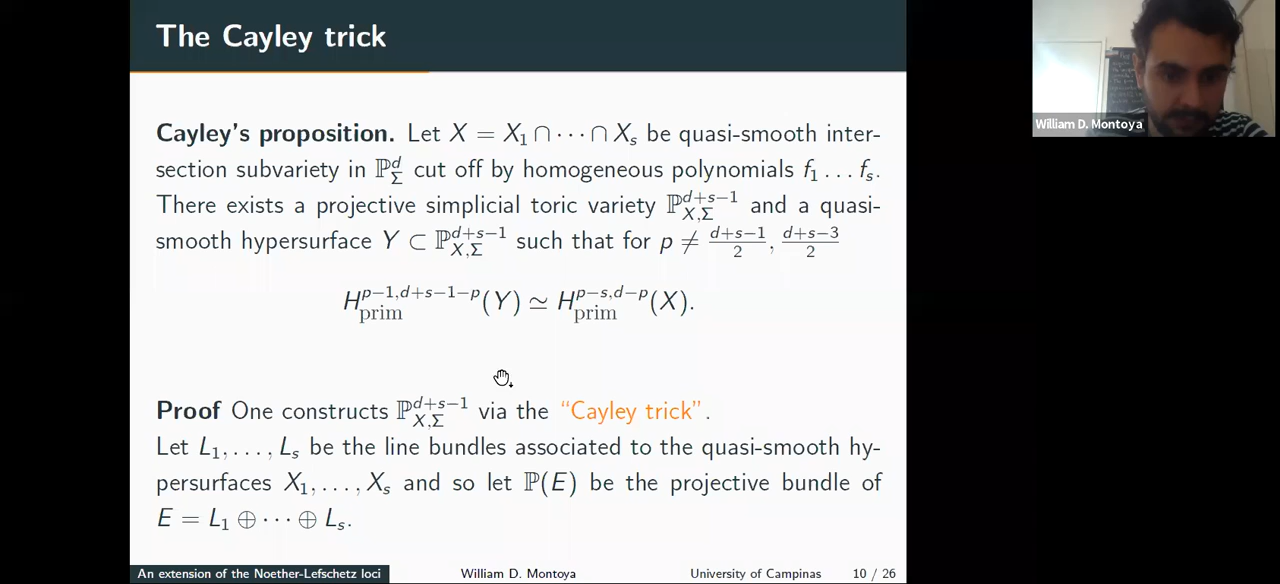 The Cayley trick
Cayley's proposition. Let X = X₁ ∩ ⋯ ∩ Xₛ be quasi-smooth inter-
section subvariety in ℙ^d_Σ cut off by homogeneous polynomials f₁ … fₛ.
There exists a projective simplicial toric variety ℙ^{d+s−1}_{X,Σ} and a quasi-
smooth hypersurface Y ⊂ ℙ^{d+s−1}_{X,Σ} such that for p ≠ (d+s−1)/2, (d+s−3)/2
H^{p−1,d+s−1−p}_{prim}(Y) ≃ H^{p−s,d−p}_{prim}(X).
Proof One constructs ℙ^{d+s−1}_{X,Σ} via the “Cayley trick”.
Let L₁, … , Lₛ be the line bundles associated to the quasi-smooth hy-
persurfaces X₁, … , Xₛ and so let ℙ(E) be the projective bundle of
E = L₁ ⊕ ⋯ ⊕ Lₛ.
An extension of the Noether-Lefschetz loci William D. Montoya University of Campinas 10 / 26
William D. Montoya